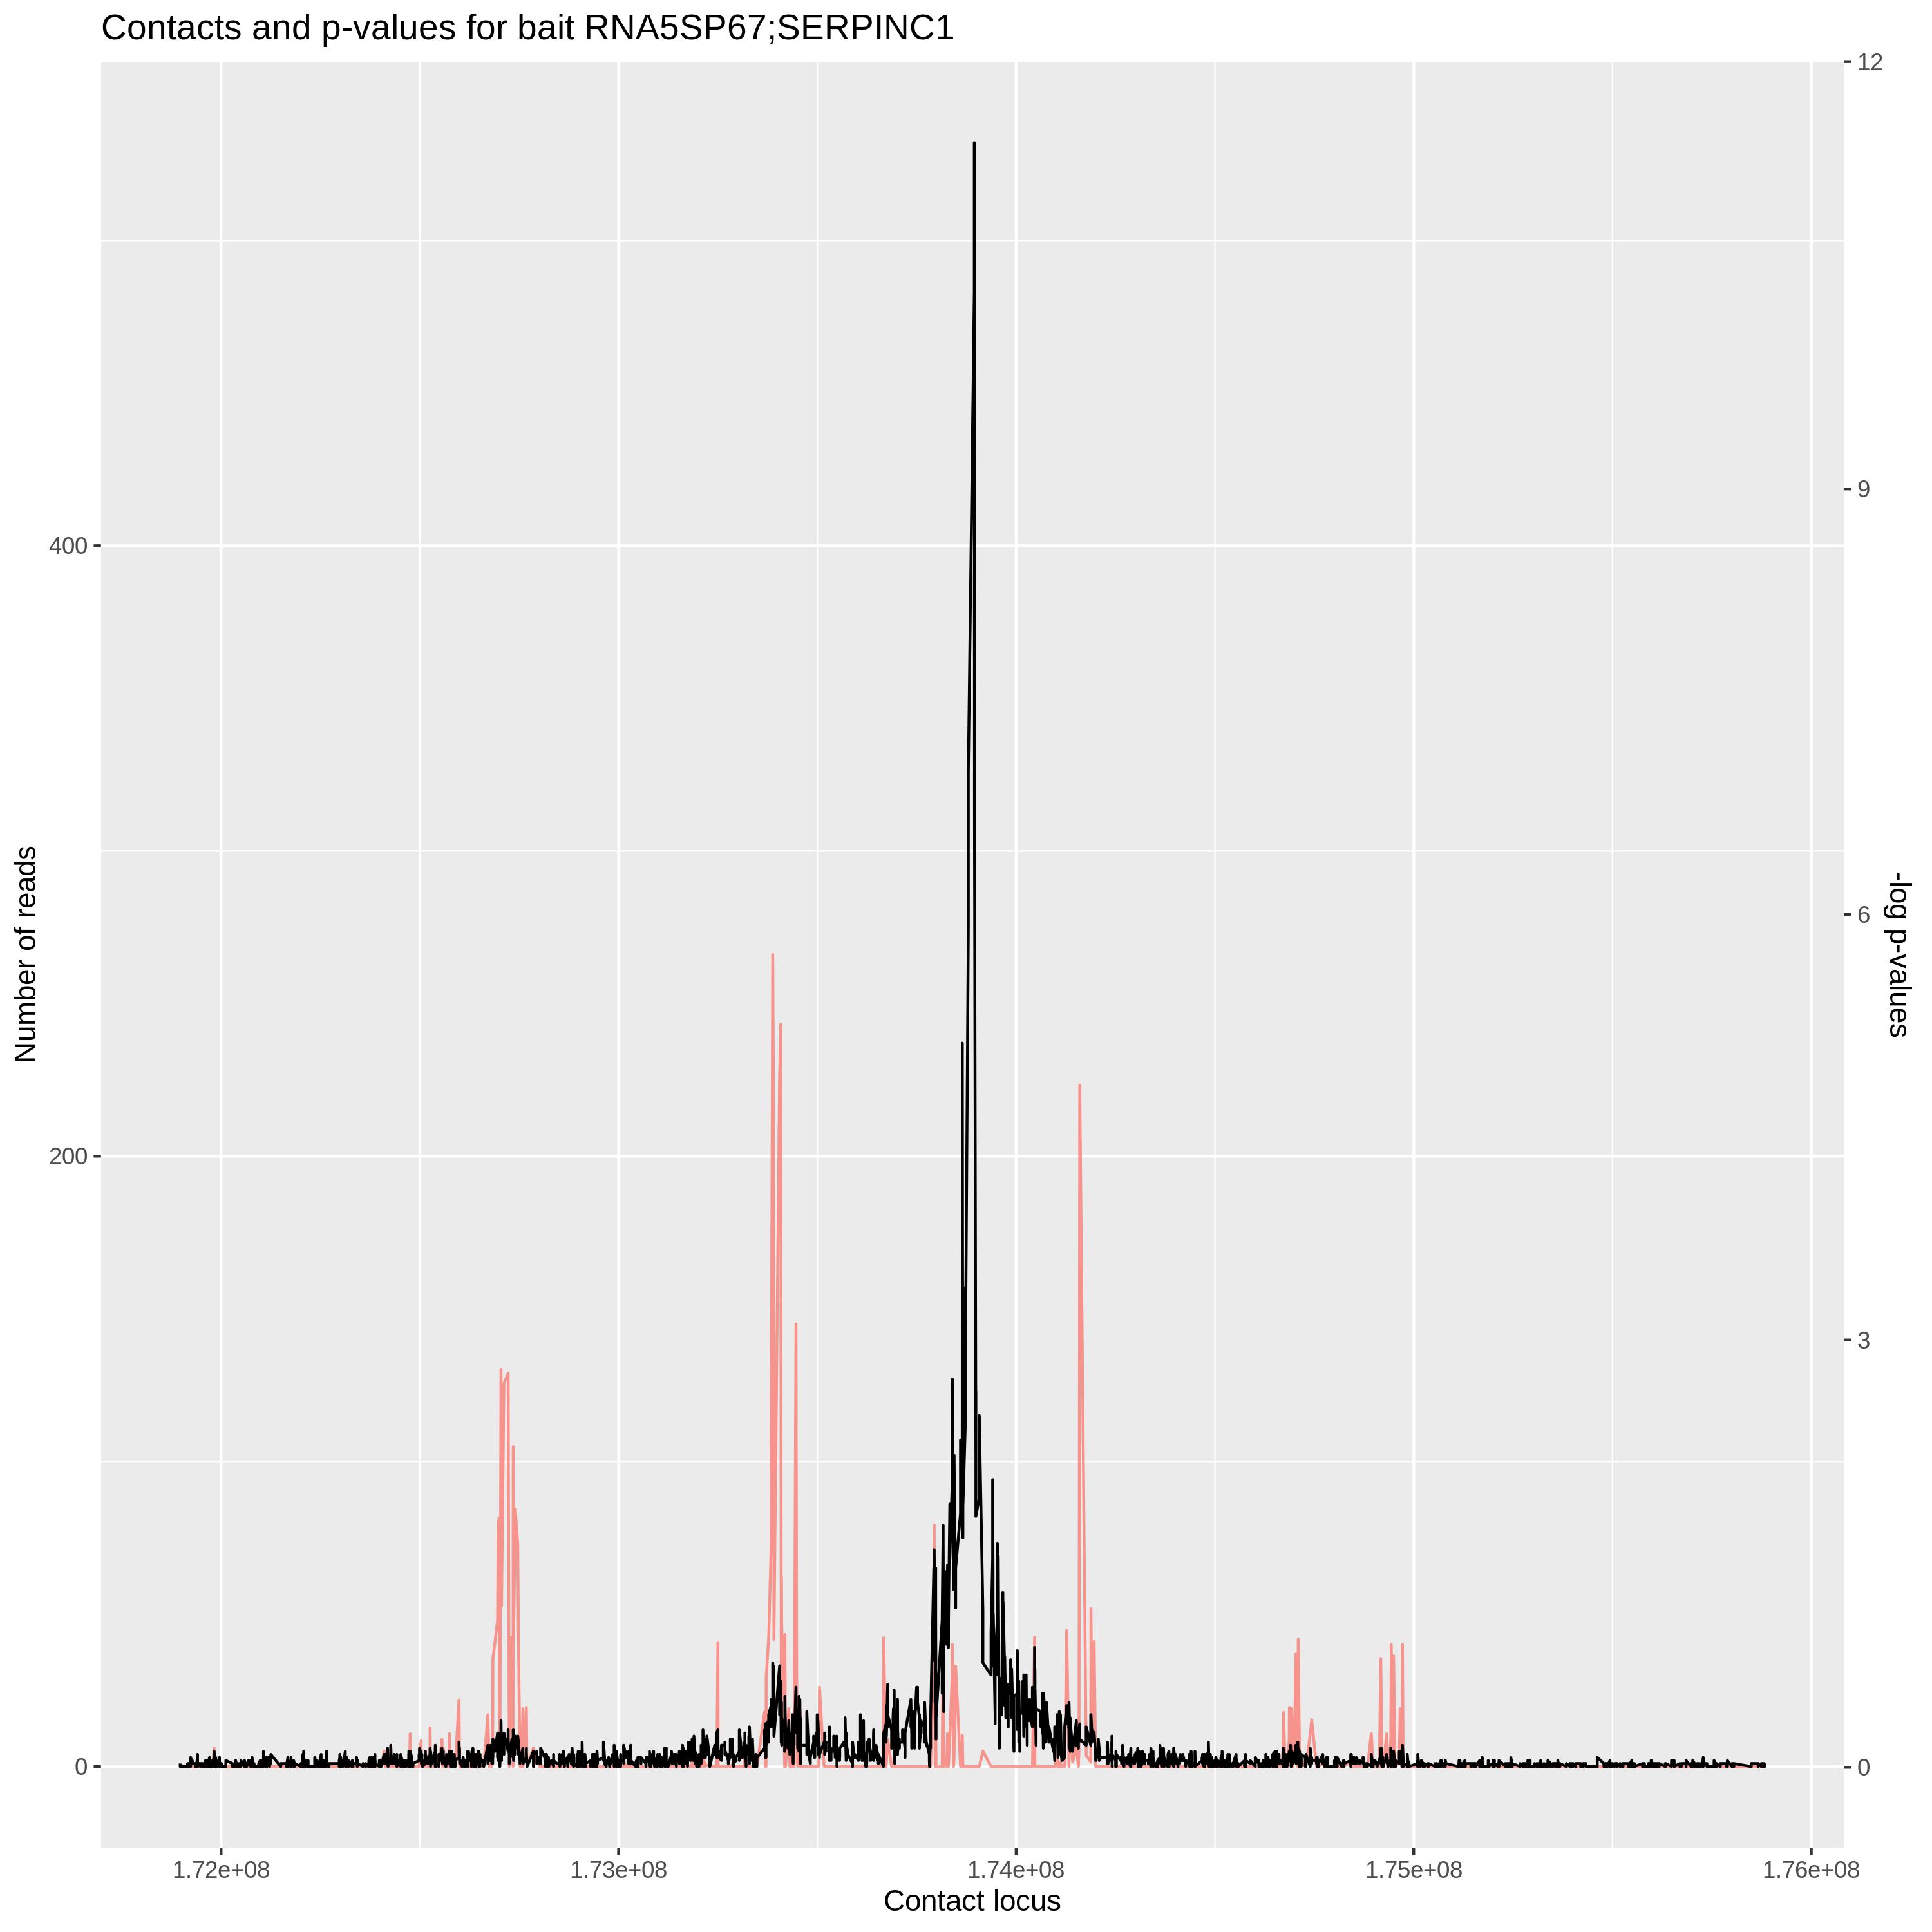 Contacts and p-values for bait RNA5SP67;SERPINC1
12
9
6
3
0
-log p-values
400
200
0
Number of reads
1.72e+08
1.73e+08
1.74e+08
1.75e+08
1.76e+08
Contact locus